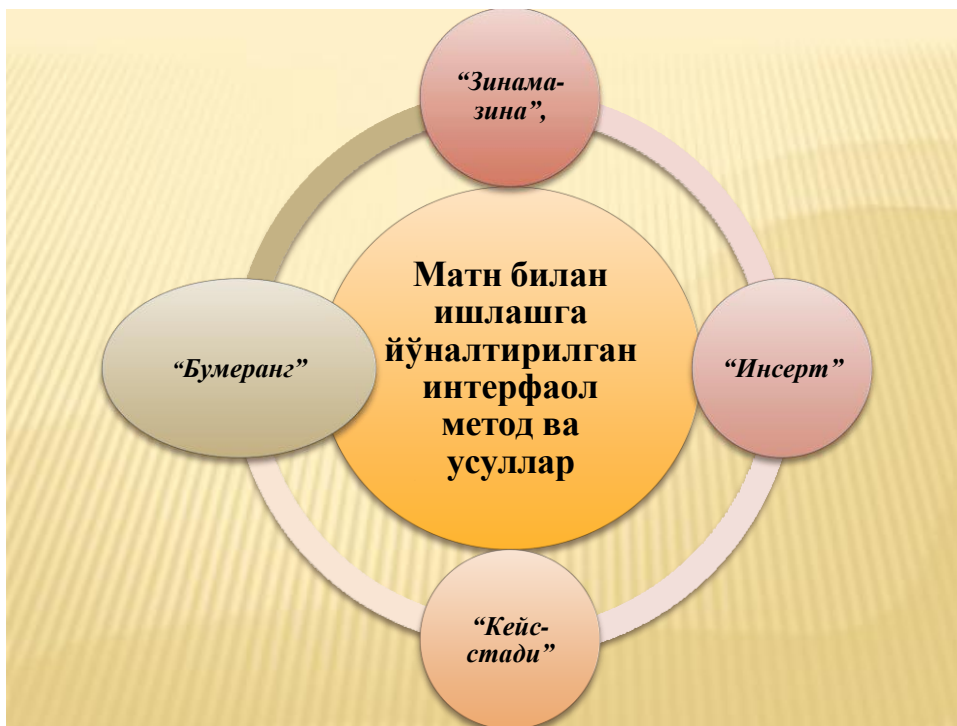 “Зинама-
зина”,
Матн билан
ишлашга
йўналтирилган
интерфаол
метод ва
усуллар
“Бумеранг”
“Инсерт”
“Кейс-
стади”